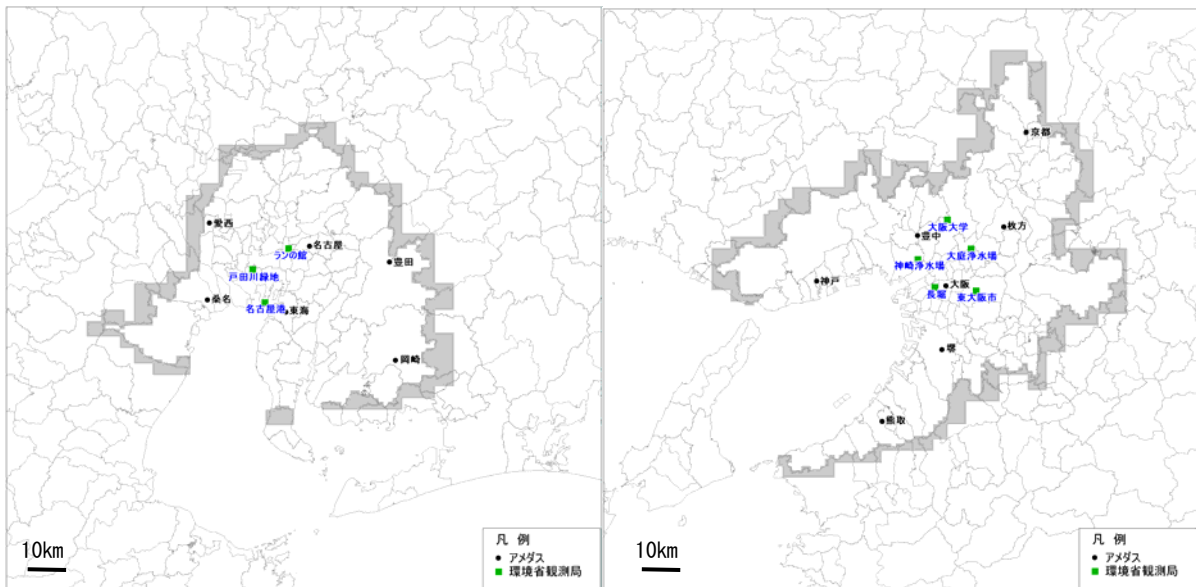 愛西
名古屋
ランの館
豊田
戸田川緑地
桑名
名古屋港
東海
岡崎
10km
凡 例
アメダス
環境省観測局
京都
大阪大学
枚方
豊中
大庭浄水場
神崎浄水場
神戸
長堀
大阪
東大阪市
堺
熊取
10km
凡 例
アメダス
環境省観測局